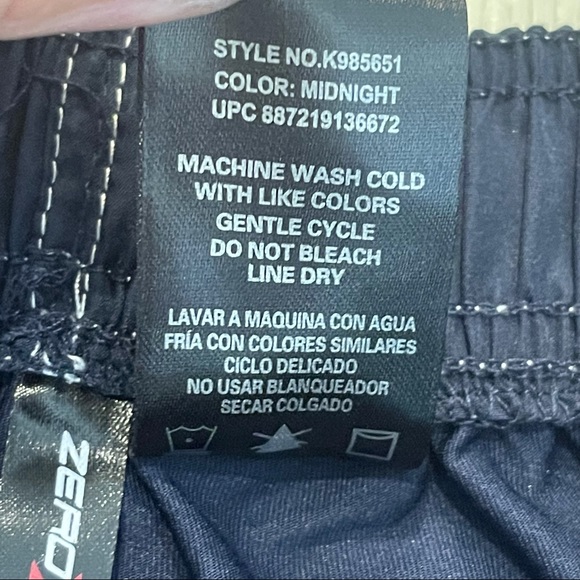 STYLE NO.K985651
COLOR: MIDNIGHT
UPC 887219136672
MACHINE WASH COLD
WITH LIKE COLORS
GENTLE CYCLE
DO NOT BLEACH
LINE DRY
LAVAR A MAQUINA CON AGUA
FRÍA CON COLORES SIMILARES
CICLO DELICADO
NO USAR BLANQUEADOR
SECAR COLGADO
ZERO